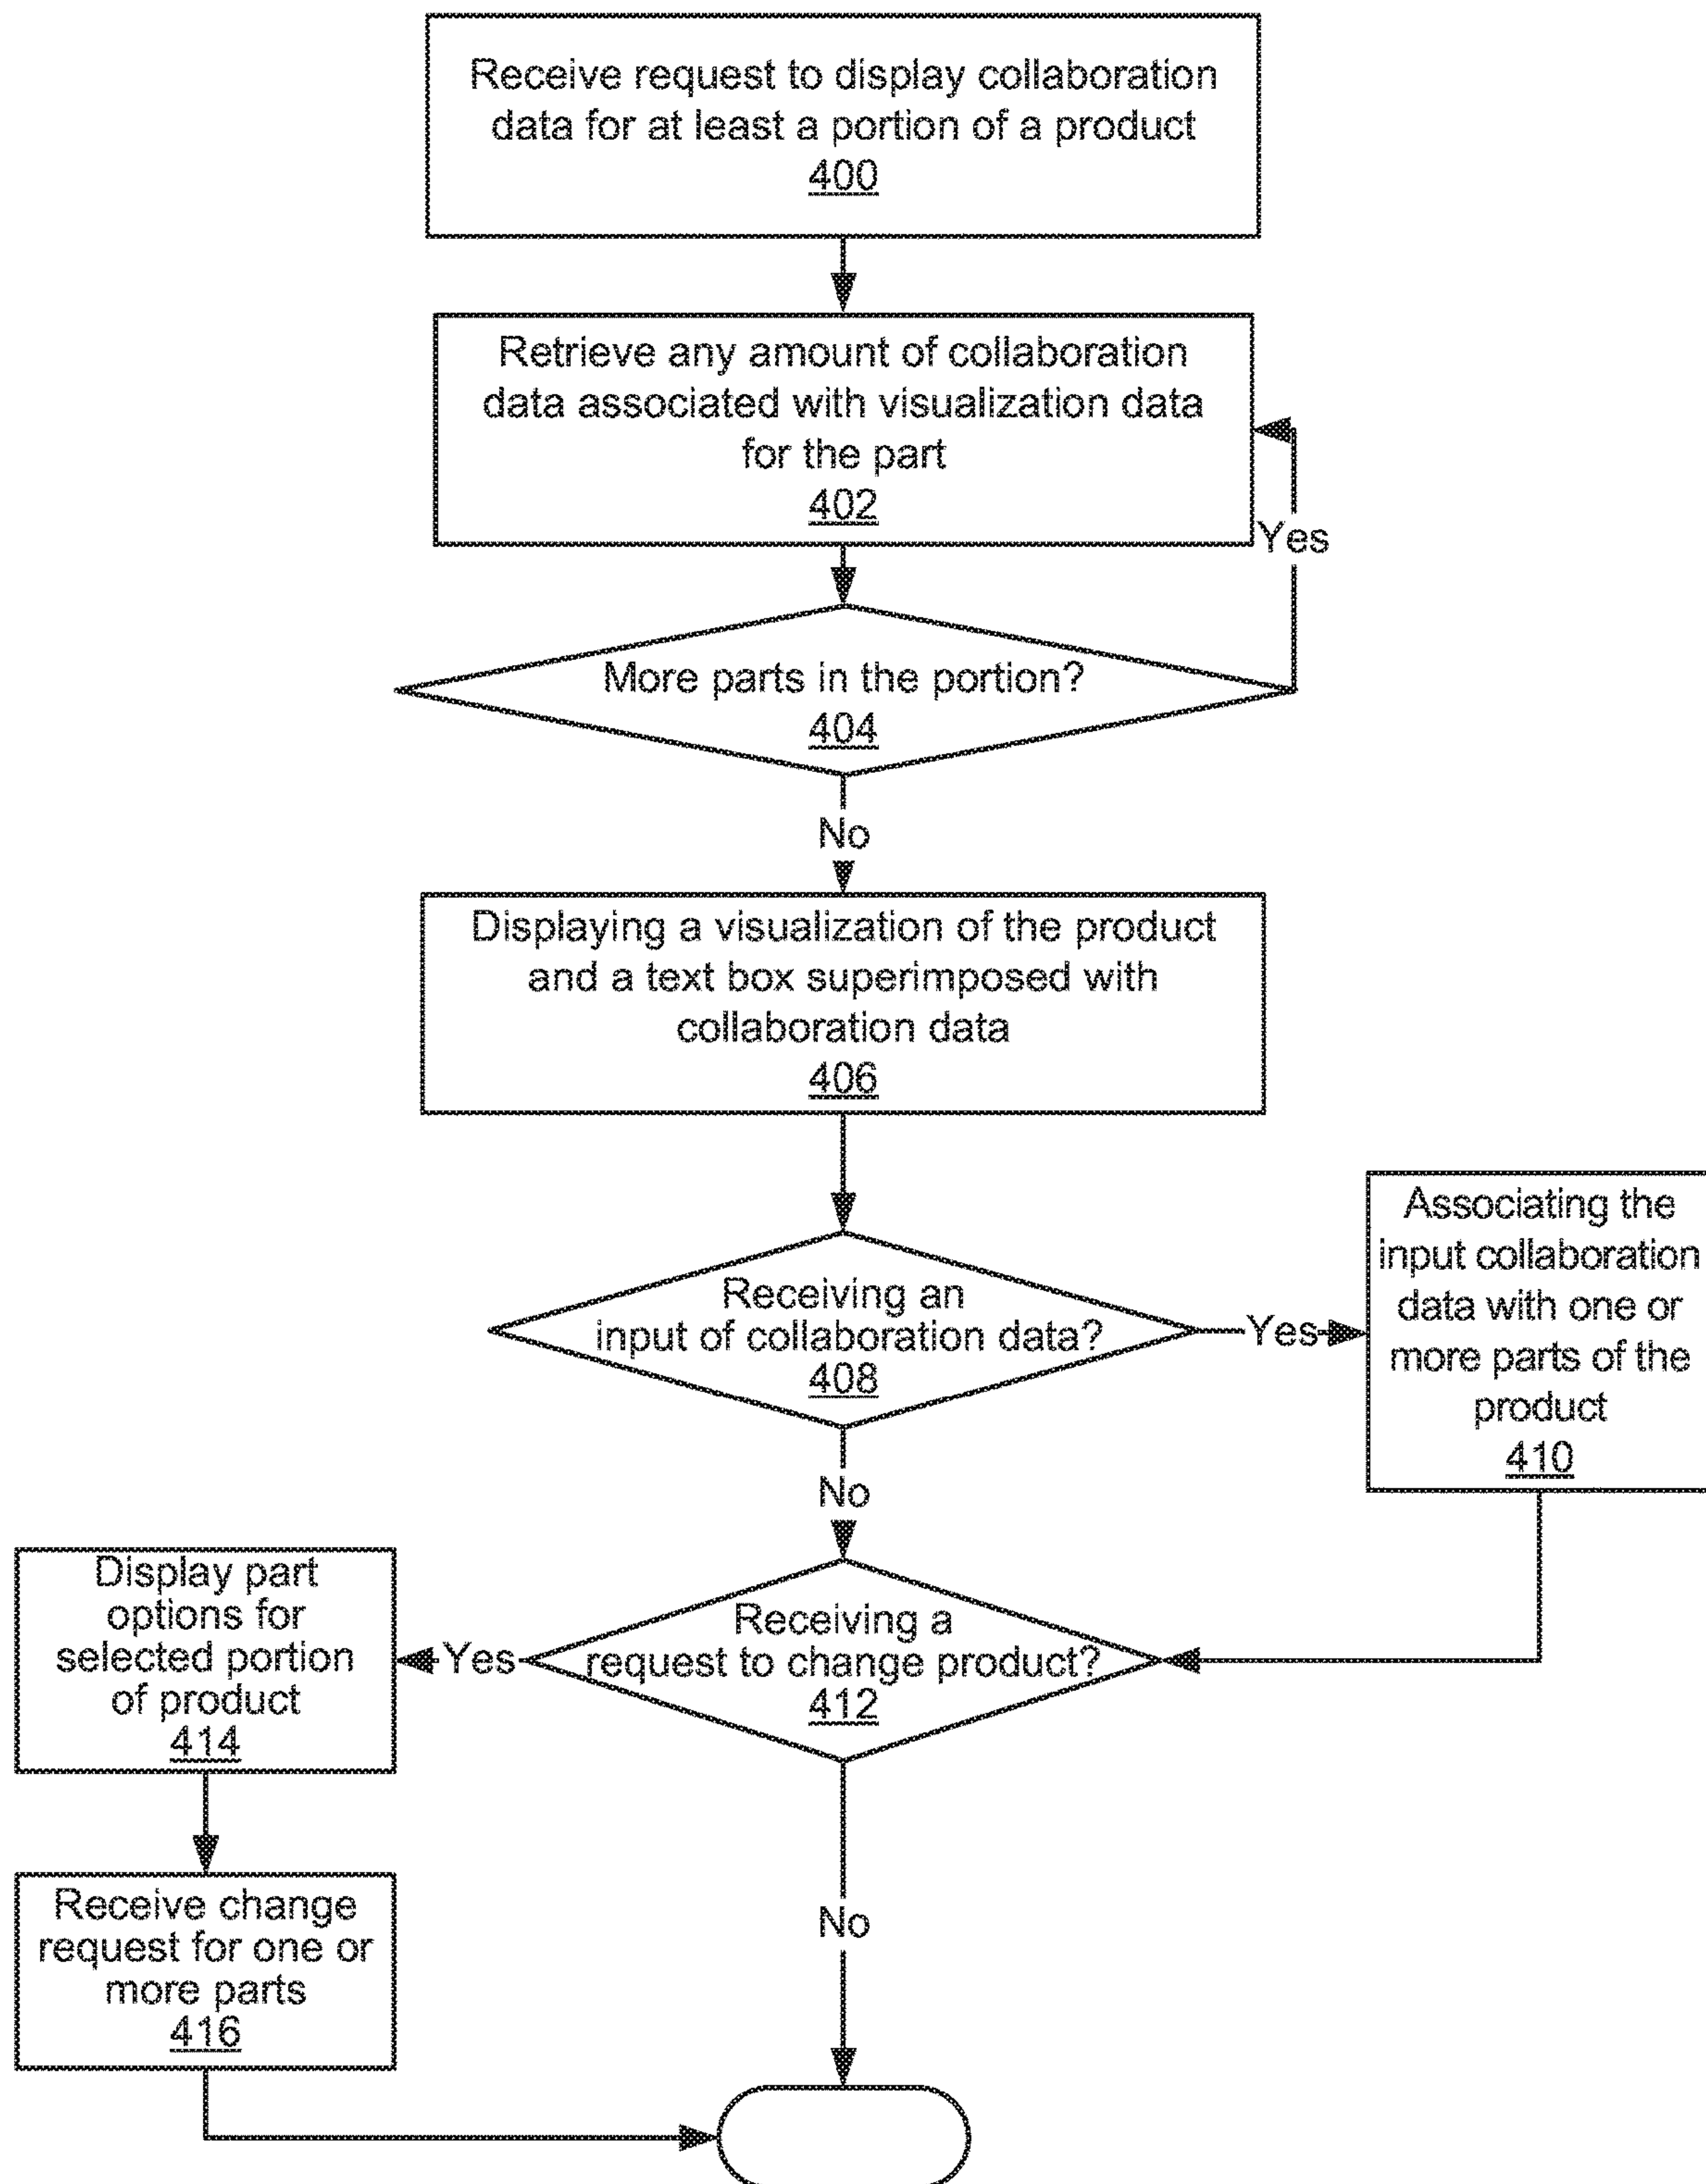 Receive request to display collaboration
data for at least a portion of a product
400
Retrieve any amount of collaboration
data associated with visualization data
for the part
402
Yes
More parts in the portion?
404
No
Displaying a visualization of the product
and a text box superimposed with
collaboration data
406
Receiving an
input of collaboration data?
408
Yes
Associating the
input collaboration
data with one or
more parts of the
product
410
No
Receiving a
request to change product?
412
Yes
Display part
options for
selected portion
of product
414
Receive change
request for one or
more parts
416
No